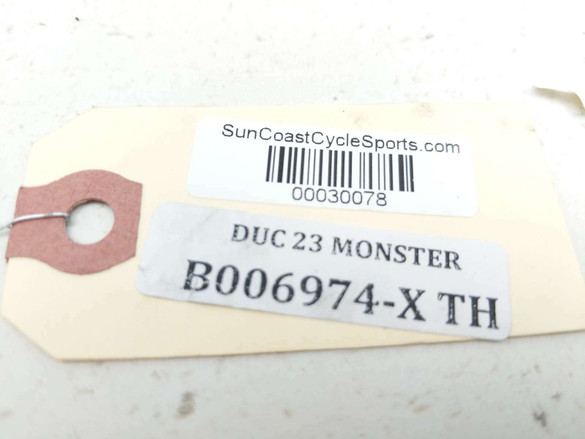 SunCoastCycleSports.com
00030078
DUC 23 MONSTER
B006974-X TH